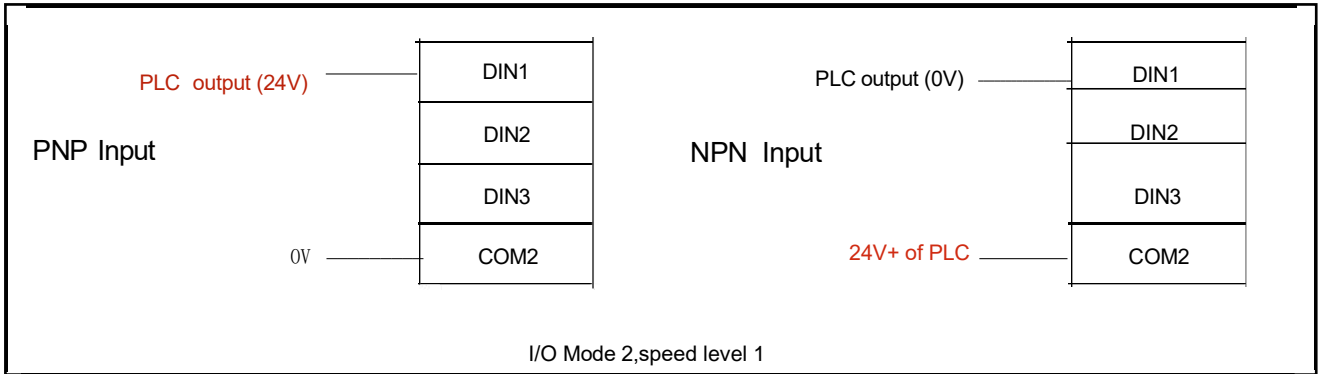 PLC output (24V)
DIN1
DIN2
PNP Input
DIN3
0V
COM2
PLC output (0V)
DIN1
DIN2
NPN Input
DIN3
24V+ of PLC
COM2
I/O Mode 2,speed level 1